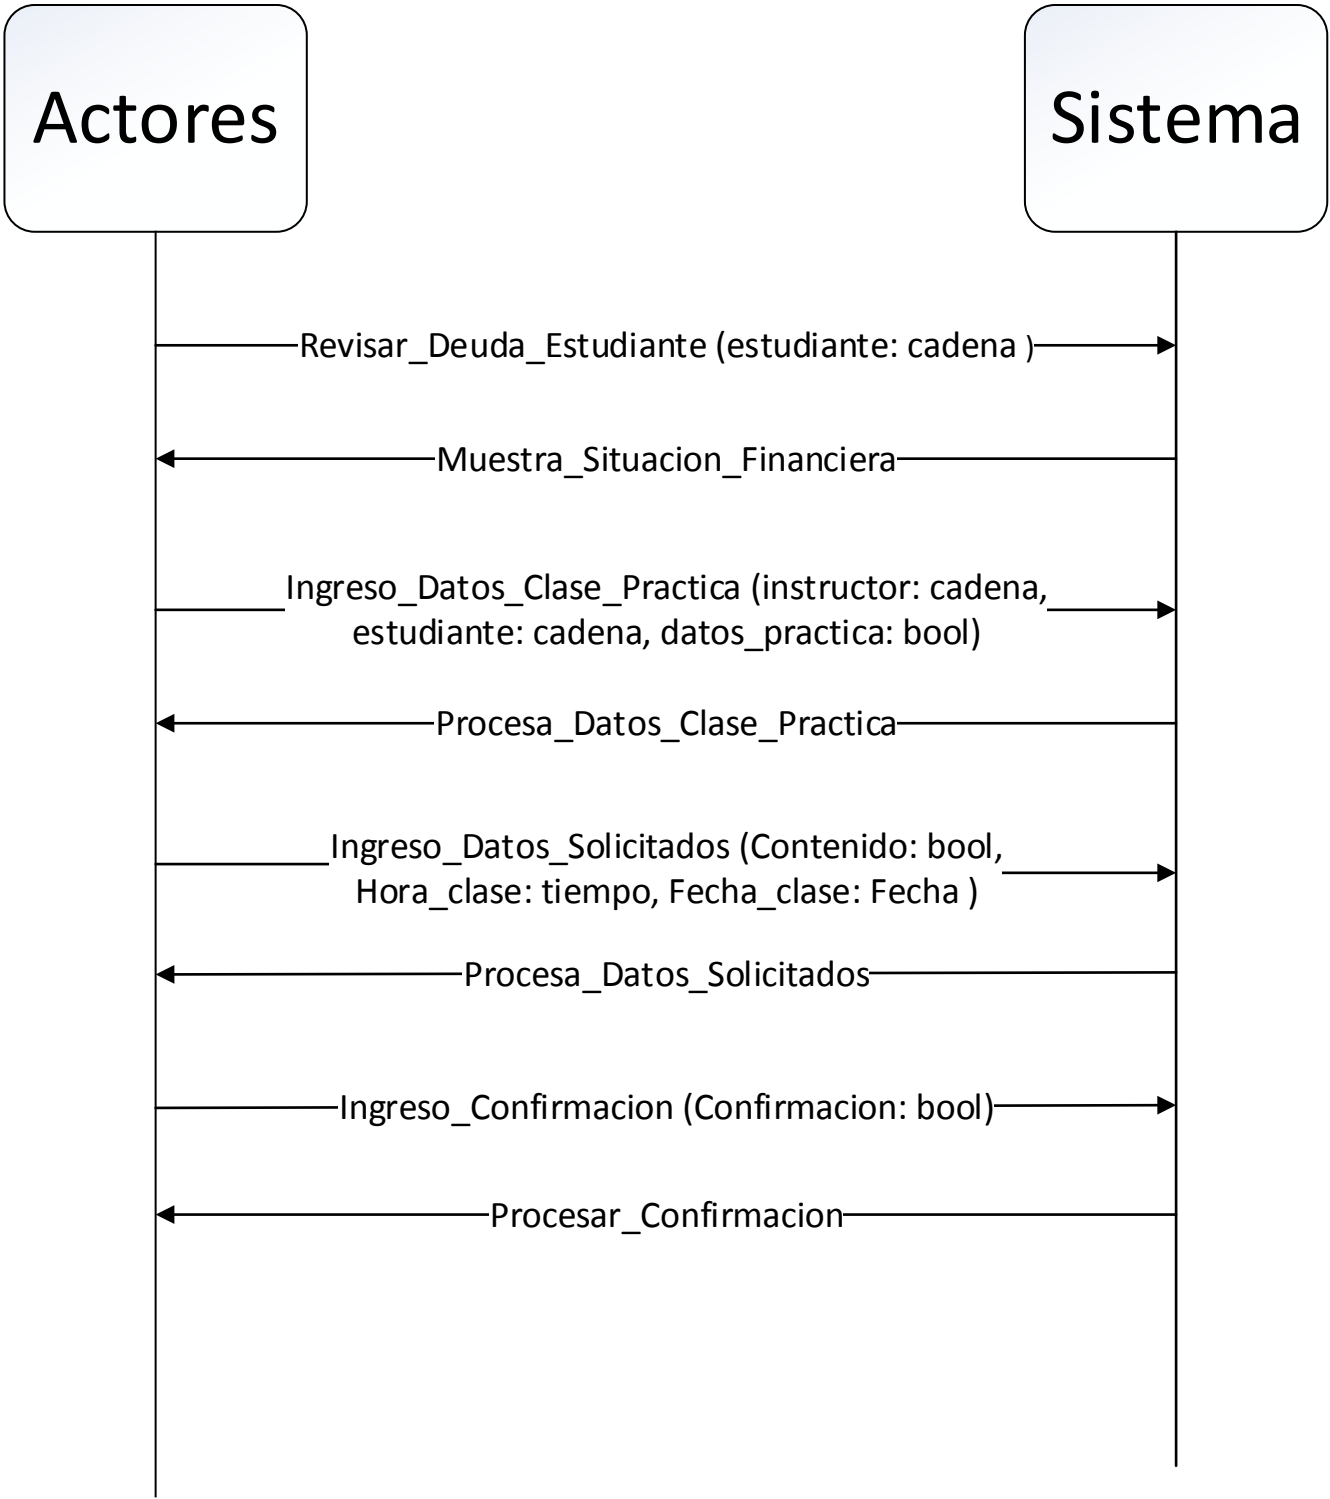 Actores
Sistema
Revisar_Deuda_Estudiante (estudiante: cadena )
Muestra_Situacion_Financiera
Ingreso_Datos_Clase_Practica (instructor: cadena,
estudiante: cadena, datos_practica: bool)
Procesa_Datos_Clase_Practica
Ingreso_Datos_Solicitados (Contenido: bool,
Hora_clase: tiempo, Fecha_clase: Fecha )
Procesa_Datos_Solicitados
Ingreso_Confirmacion (Confirmacion: bool)
Procesar_Confirmacion